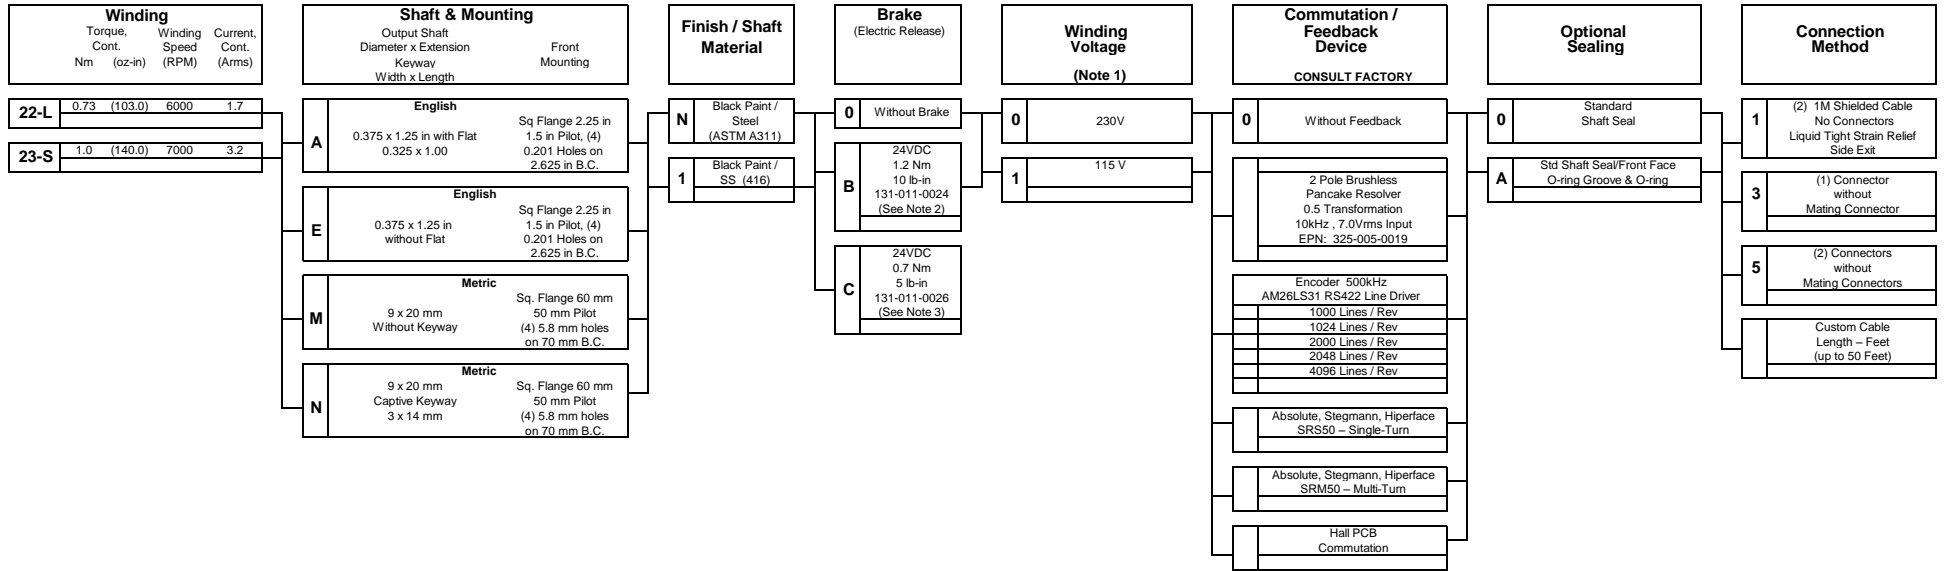 Winding
Torque, Cont.
Nm (oz-in)
Winding Speed (RPM)
Current, Cont. (Arms)
22-L 0.73 (103.0) 6000 1.7
23-S 1.0 (140.0) 7000 3.2
Shaft & Mounting
Output Shaft
Diameter x Extension
Keyway
Width x Length
Front
Mounting
A
English
0.375 x 1.25 in with Flat
0.325 x 1.00
Sq Flange 2.25 in
1.5 in Pilot, (4)
0.201 Holes on
2.625 in B.C.
E
English
0.375 x 1.25 in
without Flat
Sq Flange 2.25 in
1.5 in Pilot, (4)
0.201 Holes on
2.625 in B.C.
M
Metric
9 x 20 mm
Without Keyway
Sq. Flange 60 mm
50 mm Pilot
(4) 5.8 mm holes
on 70 mm B.C.
N
Metric
9 x 20 mm
Captive Keyway
3 x 14 mm
Sq. Flange 60 mm
50 mm Pilot
(4) 5.8 mm holes
on 70 mm B.C.
Finish / Shaft
Material
N
Black Paint /
Steel
(ASTM A311)
1
Black Paint /
SS (416)
Brake
(Electric Release)
0
Without Brake
B
24VDC
1.2 Nm
10 lb-in
131-011-0024
(See Note 2)
C
24VDC
0.7 Nm
5 lb-in
131-011-0026
(See Note 3)
Winding
Voltage
(Note 1)
0
230V
1
115 V
Commutation /
Feedback
Device
CONSULT FACTORY
0
Without Feedback
2 Pole Brushless
Pancake Resolver
0.5 Transformation
10kHz , 7.0Vrms Input
EPN: 325-005-0019
Encoder 500kHz
AM26LS31 RS422 Line Driver
1000 Lines / Rev
1024 Lines / Rev
2000 Lines / Rev
2048 Lines / Rev
4096 Lines / Rev
Absolute, Stegmann, Hiperface
SRS50 – Single-Turn
Absolute, Stegmann, Hiperface
SRM50 – Multi-Turn
Hall PCB
Commutation
Optional
Sealing
0
Standard
Shaft Seal
A
Std Shaft Seal/Front Face
O-ring Groove & O-ring
Connection
Method
1
(2) 1M Shielded Cable
No Connectors
Liquid Tight Strain Relief
Side Exit
3
(1) Connector
without
Mating Connector
5
(2) Connectors
without
Mating Connectors
Custom Cable
Length – Feet
(up to 50 Feet)